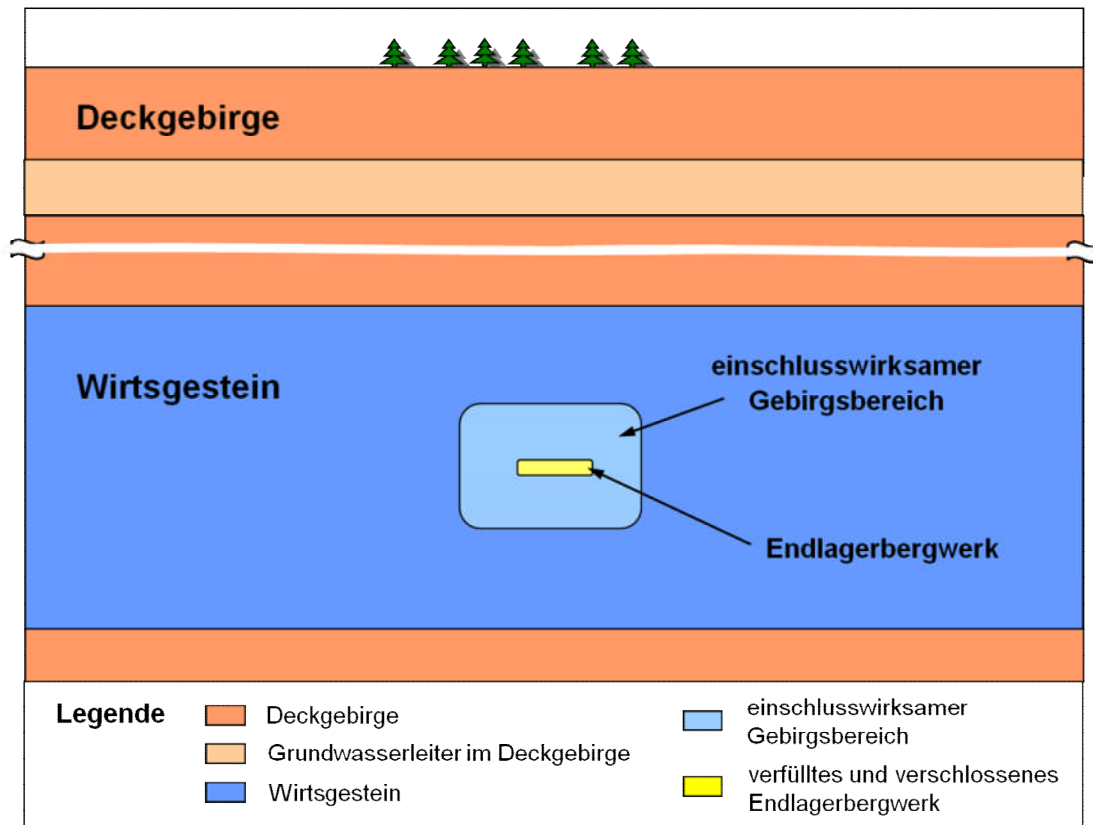 Deckgebirge
Wirtsgestein
einschlusswirksamer
Gebirgsbereich
Endlagerbergwerk
Legende
Deckgebirge
Grundwasserleiter im Deckgebirge
Wirtsgestein
einschlusswirksamer
Gebirgsbereich
verfülltes und verschlossenes
Endlagerbergwerk